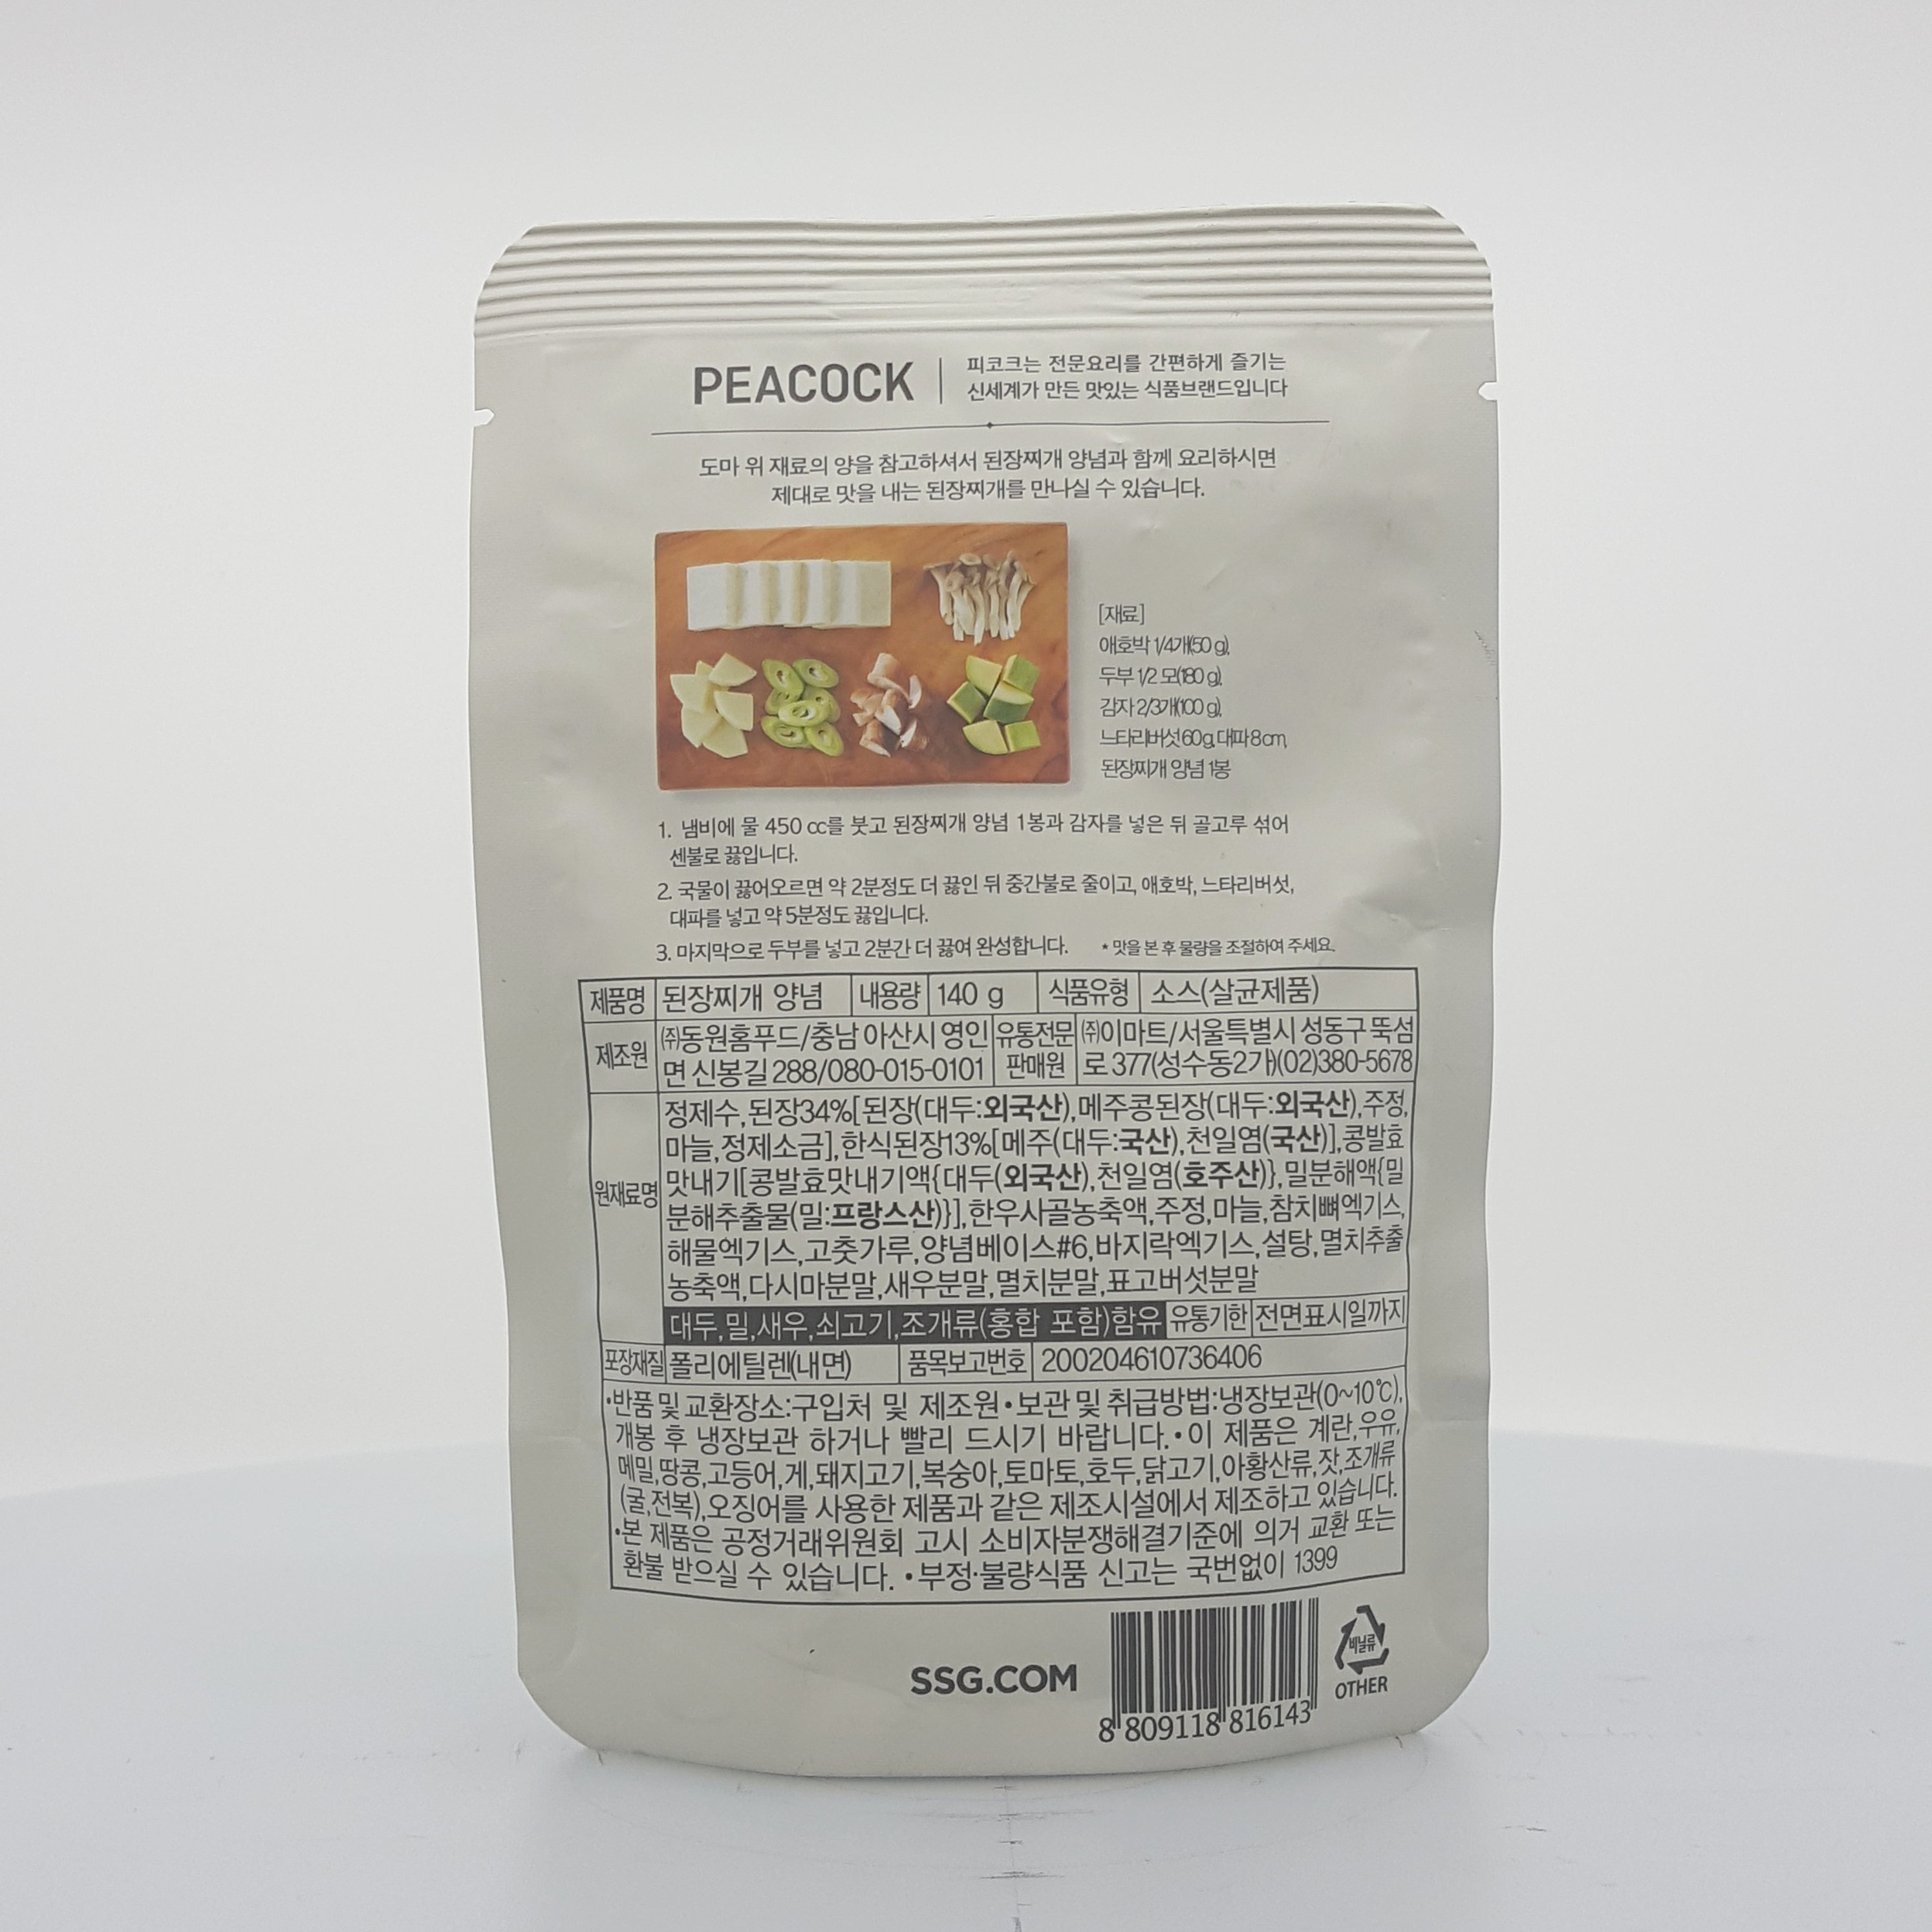 PEACOCK
피코크는 전문요리를 간편하게 즐기는
신세계가 만든 맛있는 식품브랜드입니다
도마 위 재료의 양을 참고하셔서 된장찌개 양념과 함께 요리하시면
제대로 맛을 내는 된장찌개를 만나실 수 있습니다.
[재료]
애호박 1/4개(50 g),
두부 1/2 모(180 g),
감자 2/3개(100 g),
느타리버섯 60g, 대파 8cm,
된장찌개 양념 1봉
1. 냄비에 물 450 cc를 붓고 된장찌개 양념 1봉과 감자를 넣은 뒤 골고루 섞어
센불로 끓입니다.
2. 국물이 끓어오르면 약 2분정도 더 끓인 뒤 중간불로 줄이고, 애호박, 느타리버섯,
대파를 넣고 약 5분정도 끓입니다.
3. 마지막으로 두부를 넣고 2분간 더 끓여 완성합니다. * 맛을 본 후 물량을 조절하여 주세요.
제품명 된장찌개 양념 내용량 140 g 식품유형 소스(살균제품)
제조원 ㈜동원홈푸드/충남 아산시 영인
면 신봉길 288/080-015-0101
유통전문
판매원
㈜이마트/서울특별시 성동구 뚝섬
로 377(성수동2가)(02)380-5678
원재료명
정제수,된장34%[된장(대두:외국산),메주콩된장(대두:외국산),주정,
마늘,정제소금],한식된장13%[메주(대두:국산),천일염(국산)],콩발효
맛내기[콩발효맛내기액{대두(외국산),천일염(호주산)},밀분해액{밀
분해추출물(밀:프랑스산)}],한우사골농축액,주정,마늘,참치뼈엑기스,
해물엑기스,고춧가루,양념베이스#6,바지락엑기스,설탕,멸치추출
농축액,다시마분말,새우분말,멸치분말,표고버섯분말
대두,밀,새우,쇠고기,조개류(홍합 포함)함유 유통기한 전면표시일까지
포장재질 폴리에틸렌(내면) 품목보고번호 200204610736406
•반품 및 교환장소:구입처 및 제조원 •보관 및 취급방법:냉장보관(0~10℃),
개봉 후 냉장보관 하거나 빨리 드시기 바랍니다. •이 제품은 계란,우유,
메밀,땅콩,고등어,게,돼지고기,복숭아,토마토,호두,닭고기,아황산류,잣,조개류
(굴,전복),오징어를 사용한 제품과 같은 제조시설에서 제조하고 있습니다.
•본 제품은 공정거래위원회 고시 소비자분쟁해결기준에 의거 교환 또는
환불 받으실 수 있습니다. •부정·불량식품 신고는 국번없이 1399
SSG.COM
8 809118 816143
비닐류
OTHER